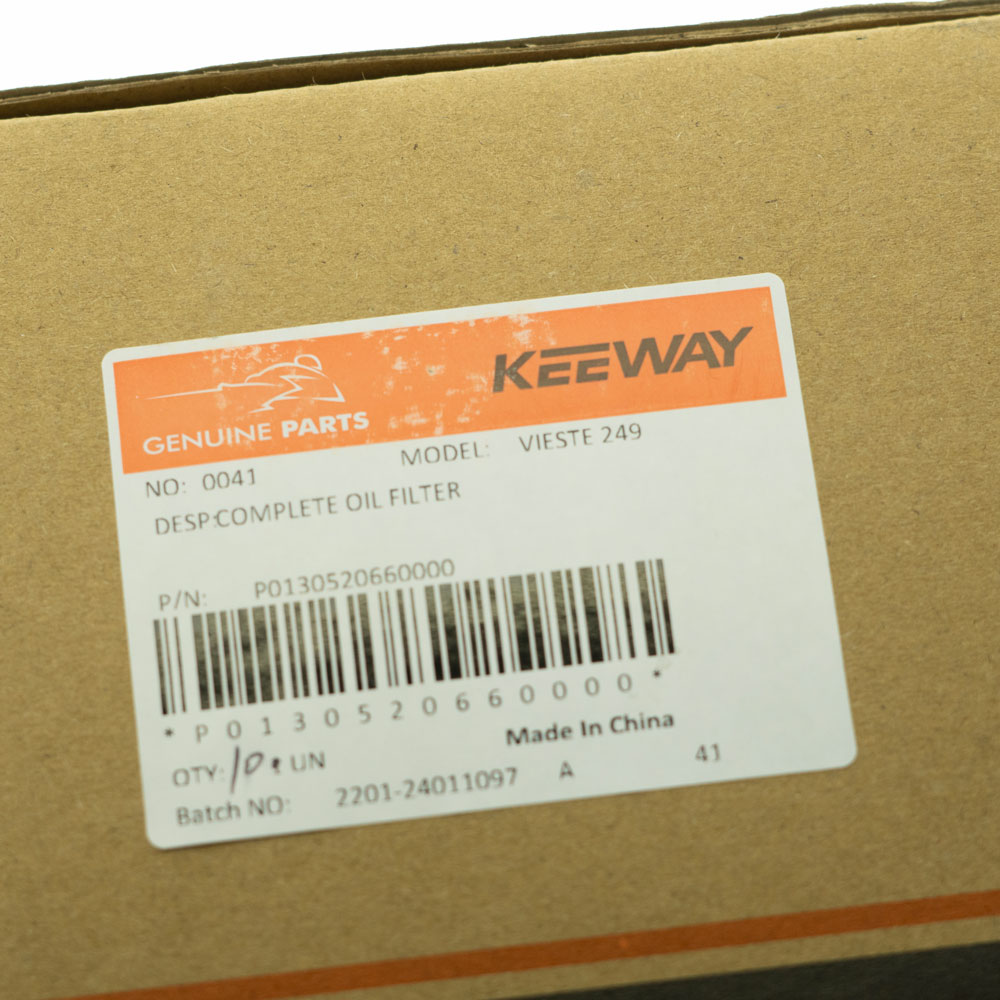 GENUINE PARTS KEEWAY
NO: 0041 MODEL: VIESTE 249
DESP:COMPLETE OIL FILTER
P/N: P0130520660000
* P 0 1 3 0 5 2 0 6 6 0 0 0 0 *
Made In China
QTY: 10 UN
Batch NO: 2201-24011097 A 41